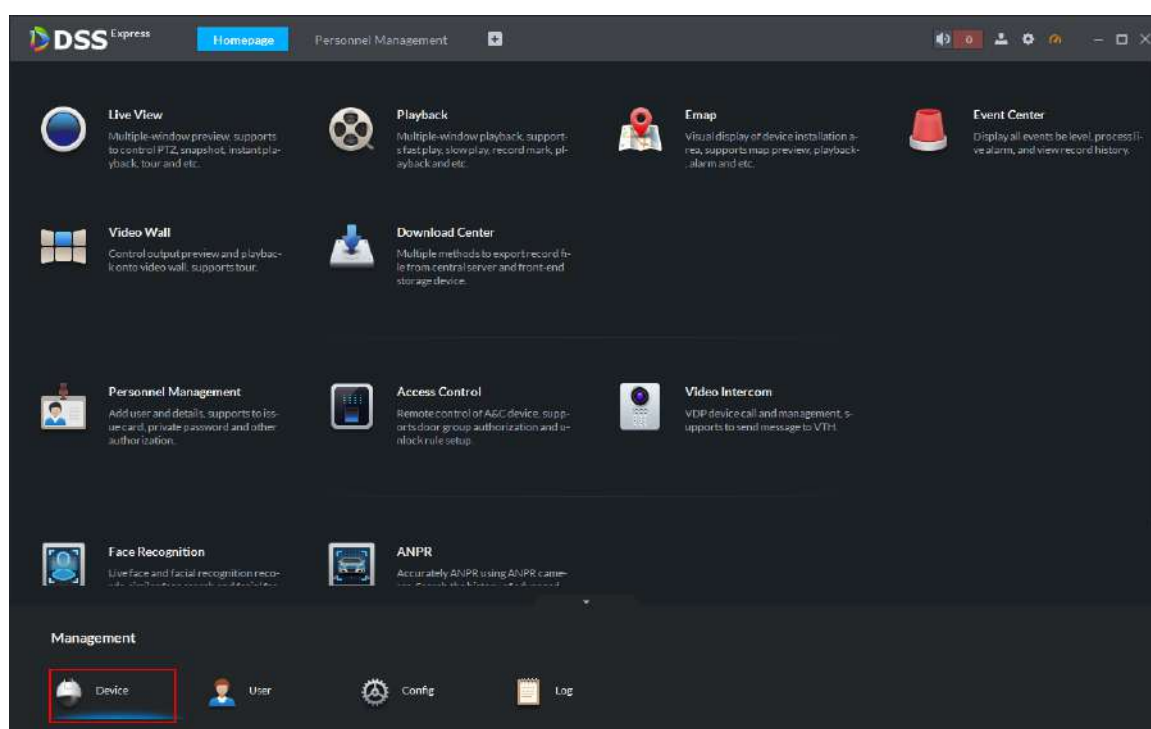 DSS Express
Homepage
Personnel Management
0
Live View
Multiple-window preview, supports
to control PTZ, snapshot, instant pla-
yback, tour and etc.
Playback
Multiple-window playback, support-
s fast play, slow play, record mark, pl-
ayback and etc.
Emap
Visual display of device installation a-
rea, supports map preview, playback-
, alarm and etc.
Event Center
Display all events be level, process li-
ve alarm, and view record history.
Video Wall
Control output preview and playbac-
k onto video wall, supports tour.
Download Center
Multiple methods to export record fi-
le from central server and front-end
storage device.
Personnel Management
Add user and details, supports to iss-
ue card, private password and other
authorization.
Access Control
Remote control of A&C device, supp-
orts door group authorization and u-
nlock rule setup.
Video Intercom
VDP device call and management, s-
upports to send message to VTH.
Face Recognition
Live face and facial recognition reco-
ANPR
Accurately ANPR using ANPR came-
Management
Device
User
Config
Log